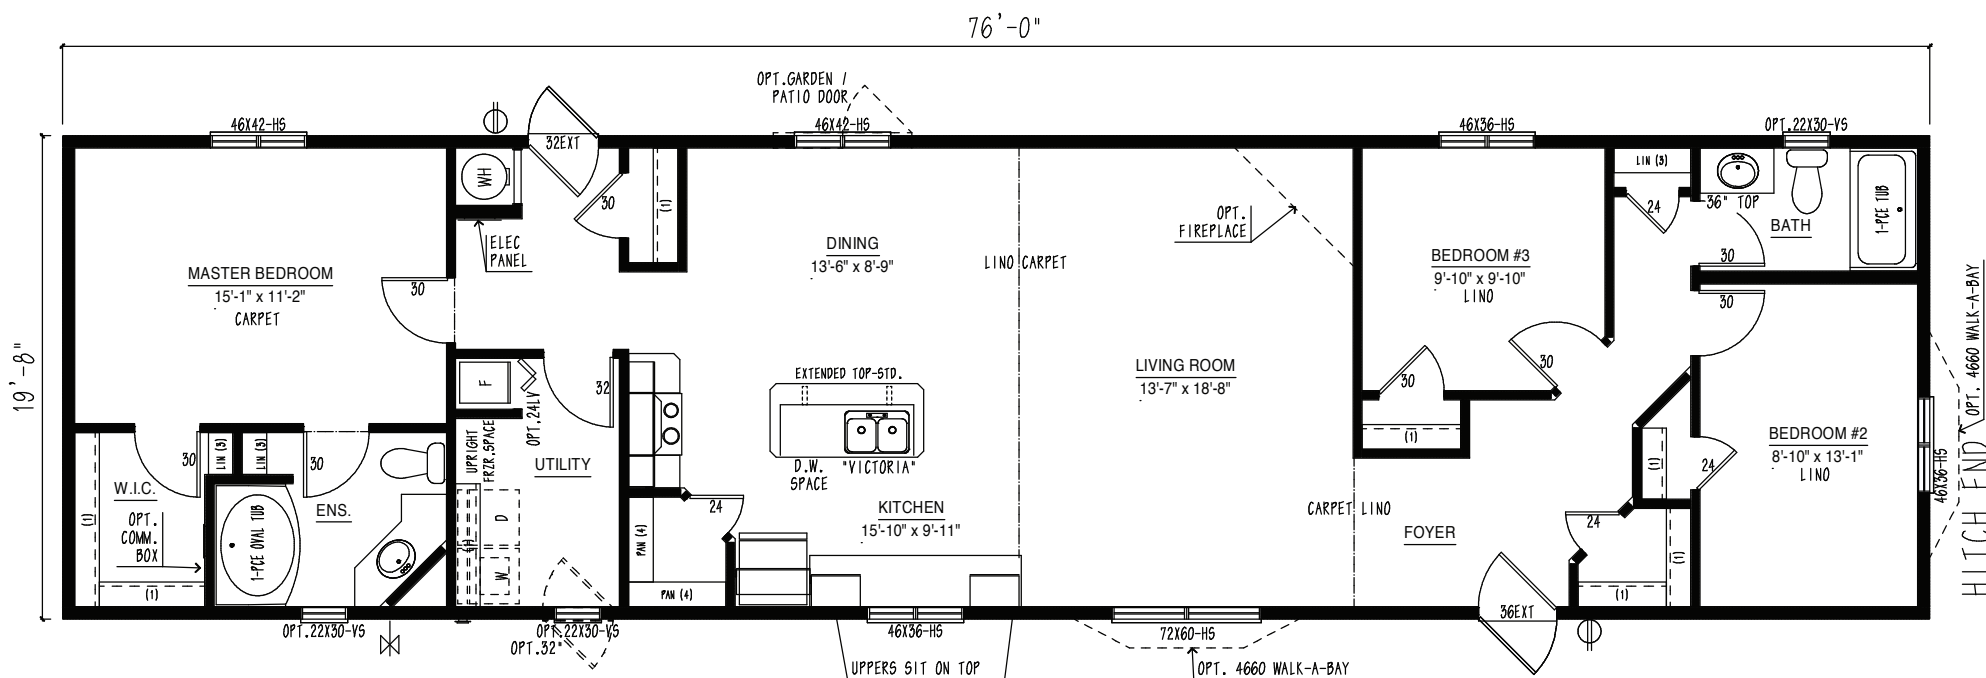 76'-0"
OPT.GARDEN /
PATIO DOOR
46X42-HS
32EXT
46X42-HS
46X36-HS
OPT.22X30-VS
WH
30
(1)
LIN (3)
36" TOP
24
BATH
1-PCE TUB
30
ELEC
PANEL
OPT.
FIREPLACE
MASTER BEDROOM
15'-1" x 11'-2"
CARPET
30
DINING
13'-6" x 8'-9"
LINO CARPET
BEDROOM #3
9'-10" x 9'-10"
LINO
30
19'-8"
F
OPT.24LV
32
EXTENDED TOP-STD.
LIVING ROOM
13'-7" x 18'-8"
30
30
(1)
OPT. 4660 WALK-A-BAY
HITCH END
46X36-HS
BEDROOM #2
8'-10" x 13'-1"
LINO
24
(1)
30
LIN (3)
LIN (3)
30
UPRIGHT
FRZR.SPACE
UTILITY
D.W.
SPACE
"VICTORIA"
W.I.C.
(1)
OPT.
COMM.
BOX
(1)
1-PCE OVAL TUB
ENS.
D
W
24
PAN (4)
PAN (4)
KITCHEN
15'-10" x 9'-11"
CARPET LINO
FOYER
24
(1)
(1)
36EXT
OPT.22X30-VS
OPT.22X30-VS
OPT.32"
46X36-HS
72X60-HS
UPPERS SIT ON TOP
OPT. 4660 WALK-A-BAY